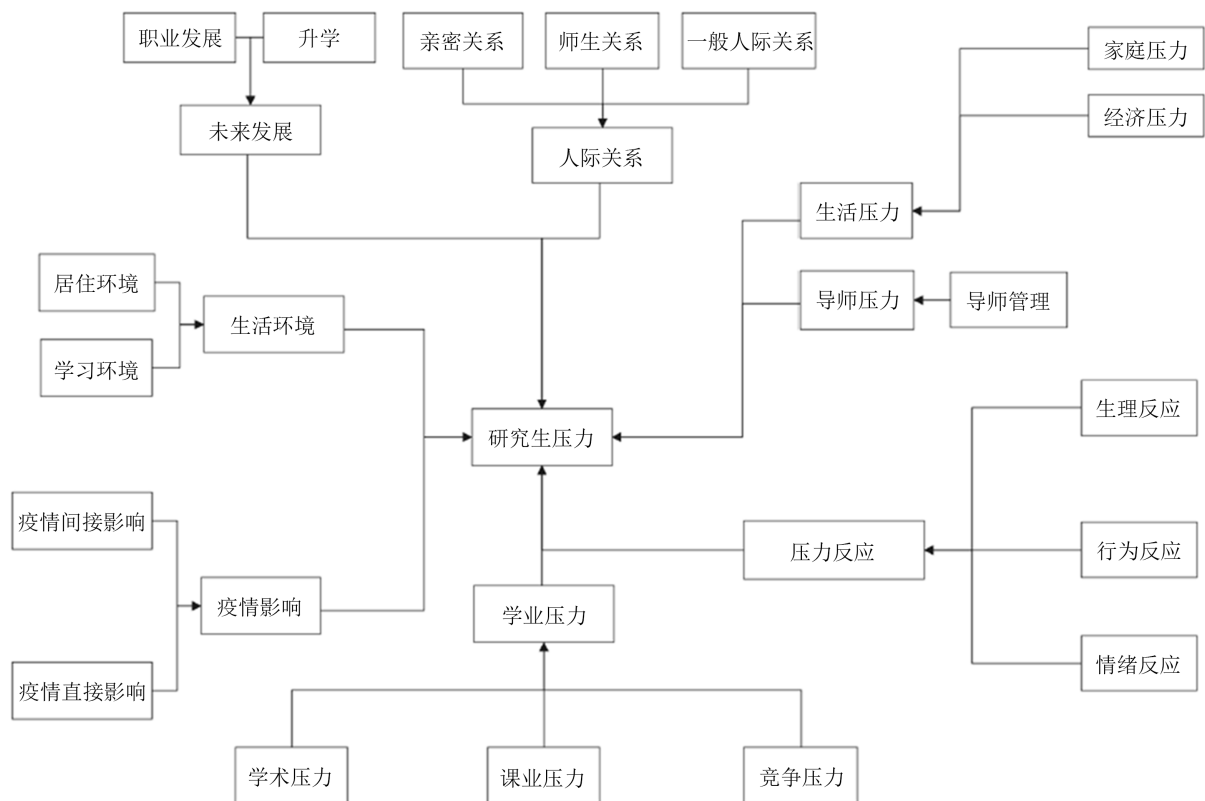 职业发展
升学
亲密关系
师生关系
一般人际关系
家庭压力
经济压力
未来发展
人际关系
生活压力
居住环境
生活环境
学习环境
导师压力
导师管理
研究生压力
生理反应
疫情间接影响
压力反应
行为反应
疫情影响
学业压力
疫情直接影响
情绪反应
学术压力
课业压力
竞争压力